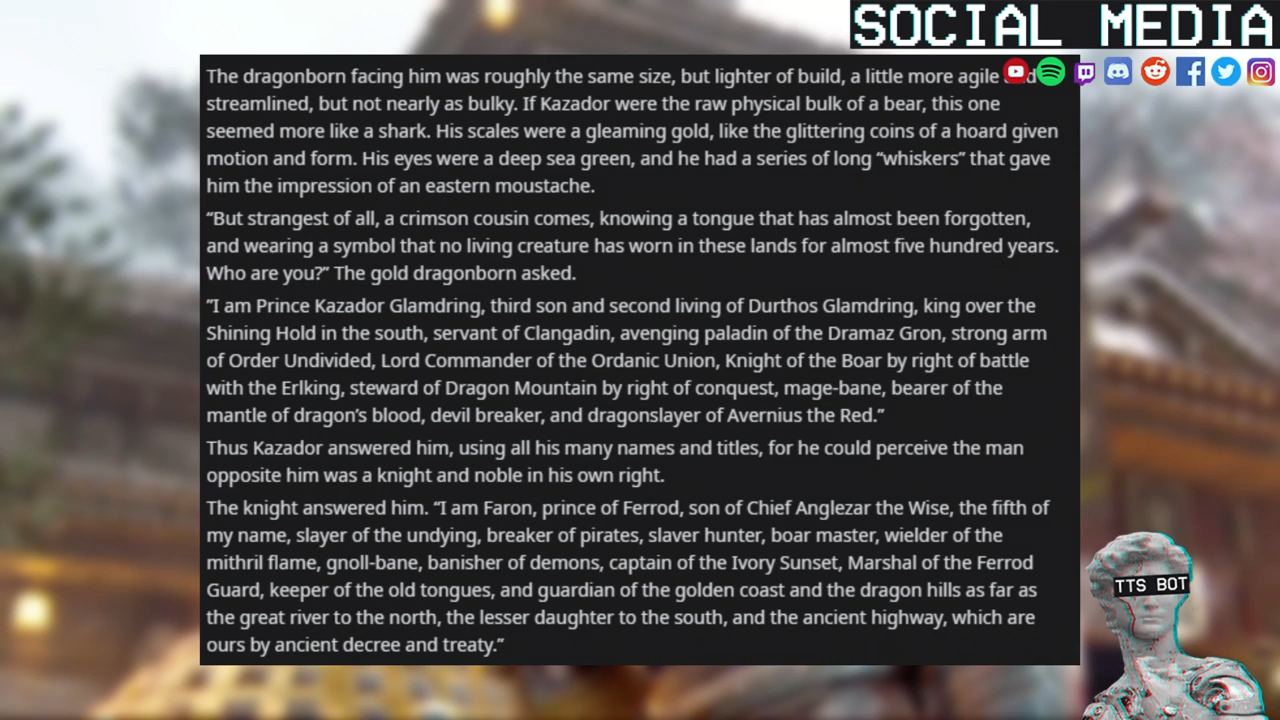 SOCIAL MEDIA
The dragonborn facing him was roughly the same size, but lighter of build, a little more agile
streamlined, but not nearly as bulky. If Kazador were the raw physical bulk of a bear, this one
seemed more like a shark. His scales were a gleaming gold, like the glittering coins of a hoard given
motion and form. His eyes were a deep sea green, and he had a series of long “whiskers” that gave
him the impression of an eastern moustache.
“But strangest of all, a crimson cousin comes, knowing a tongue that has almost been forgotten,
and wearing a symbol that no living creature has worn in these lands for almost five hundred years.
Who are you?” The gold dragonborn asked.
“I am Prince Kazador Glamdring, third son and second living of Durthos Glamdring, king over the
Shining Hold in the south, servant of Clangadin, avenging paladin of the Dramaz Gron, strong arm
of Order Undivided, Lord Commander of the Ordanic Union, Knight of the Boar by right of battle
with the Erlking, steward of Dragon Mountain by right of conquest, mage-bane, bearer of the
mantle of dragon’s blood, devil breaker, and dragonslayer of Avernius the Red.”
Thus Kazador answered him, using all his many names and titles, for he could perceive the man
opposite him was a knight and noble in his own right.
The knight answered him. “I am Faron, prince of Ferrod, son of Chief Anglezar the Wise, the fifth of
my name, slayer of the undying, breaker of pirates, slaver hunter, boar master, wielder of the
mithril flame, gnoll-bane, banisher of demons, captain of the Ivory Sunset, Marshal of the Ferrod
Guard, keeper of the old tongues, and guardian of the golden coast and the dragon hills as far as
the great river to the north, the lesser daughter to the south, and the ancient highway, which are
ours by ancient decree and treaty.”
TTS BOT